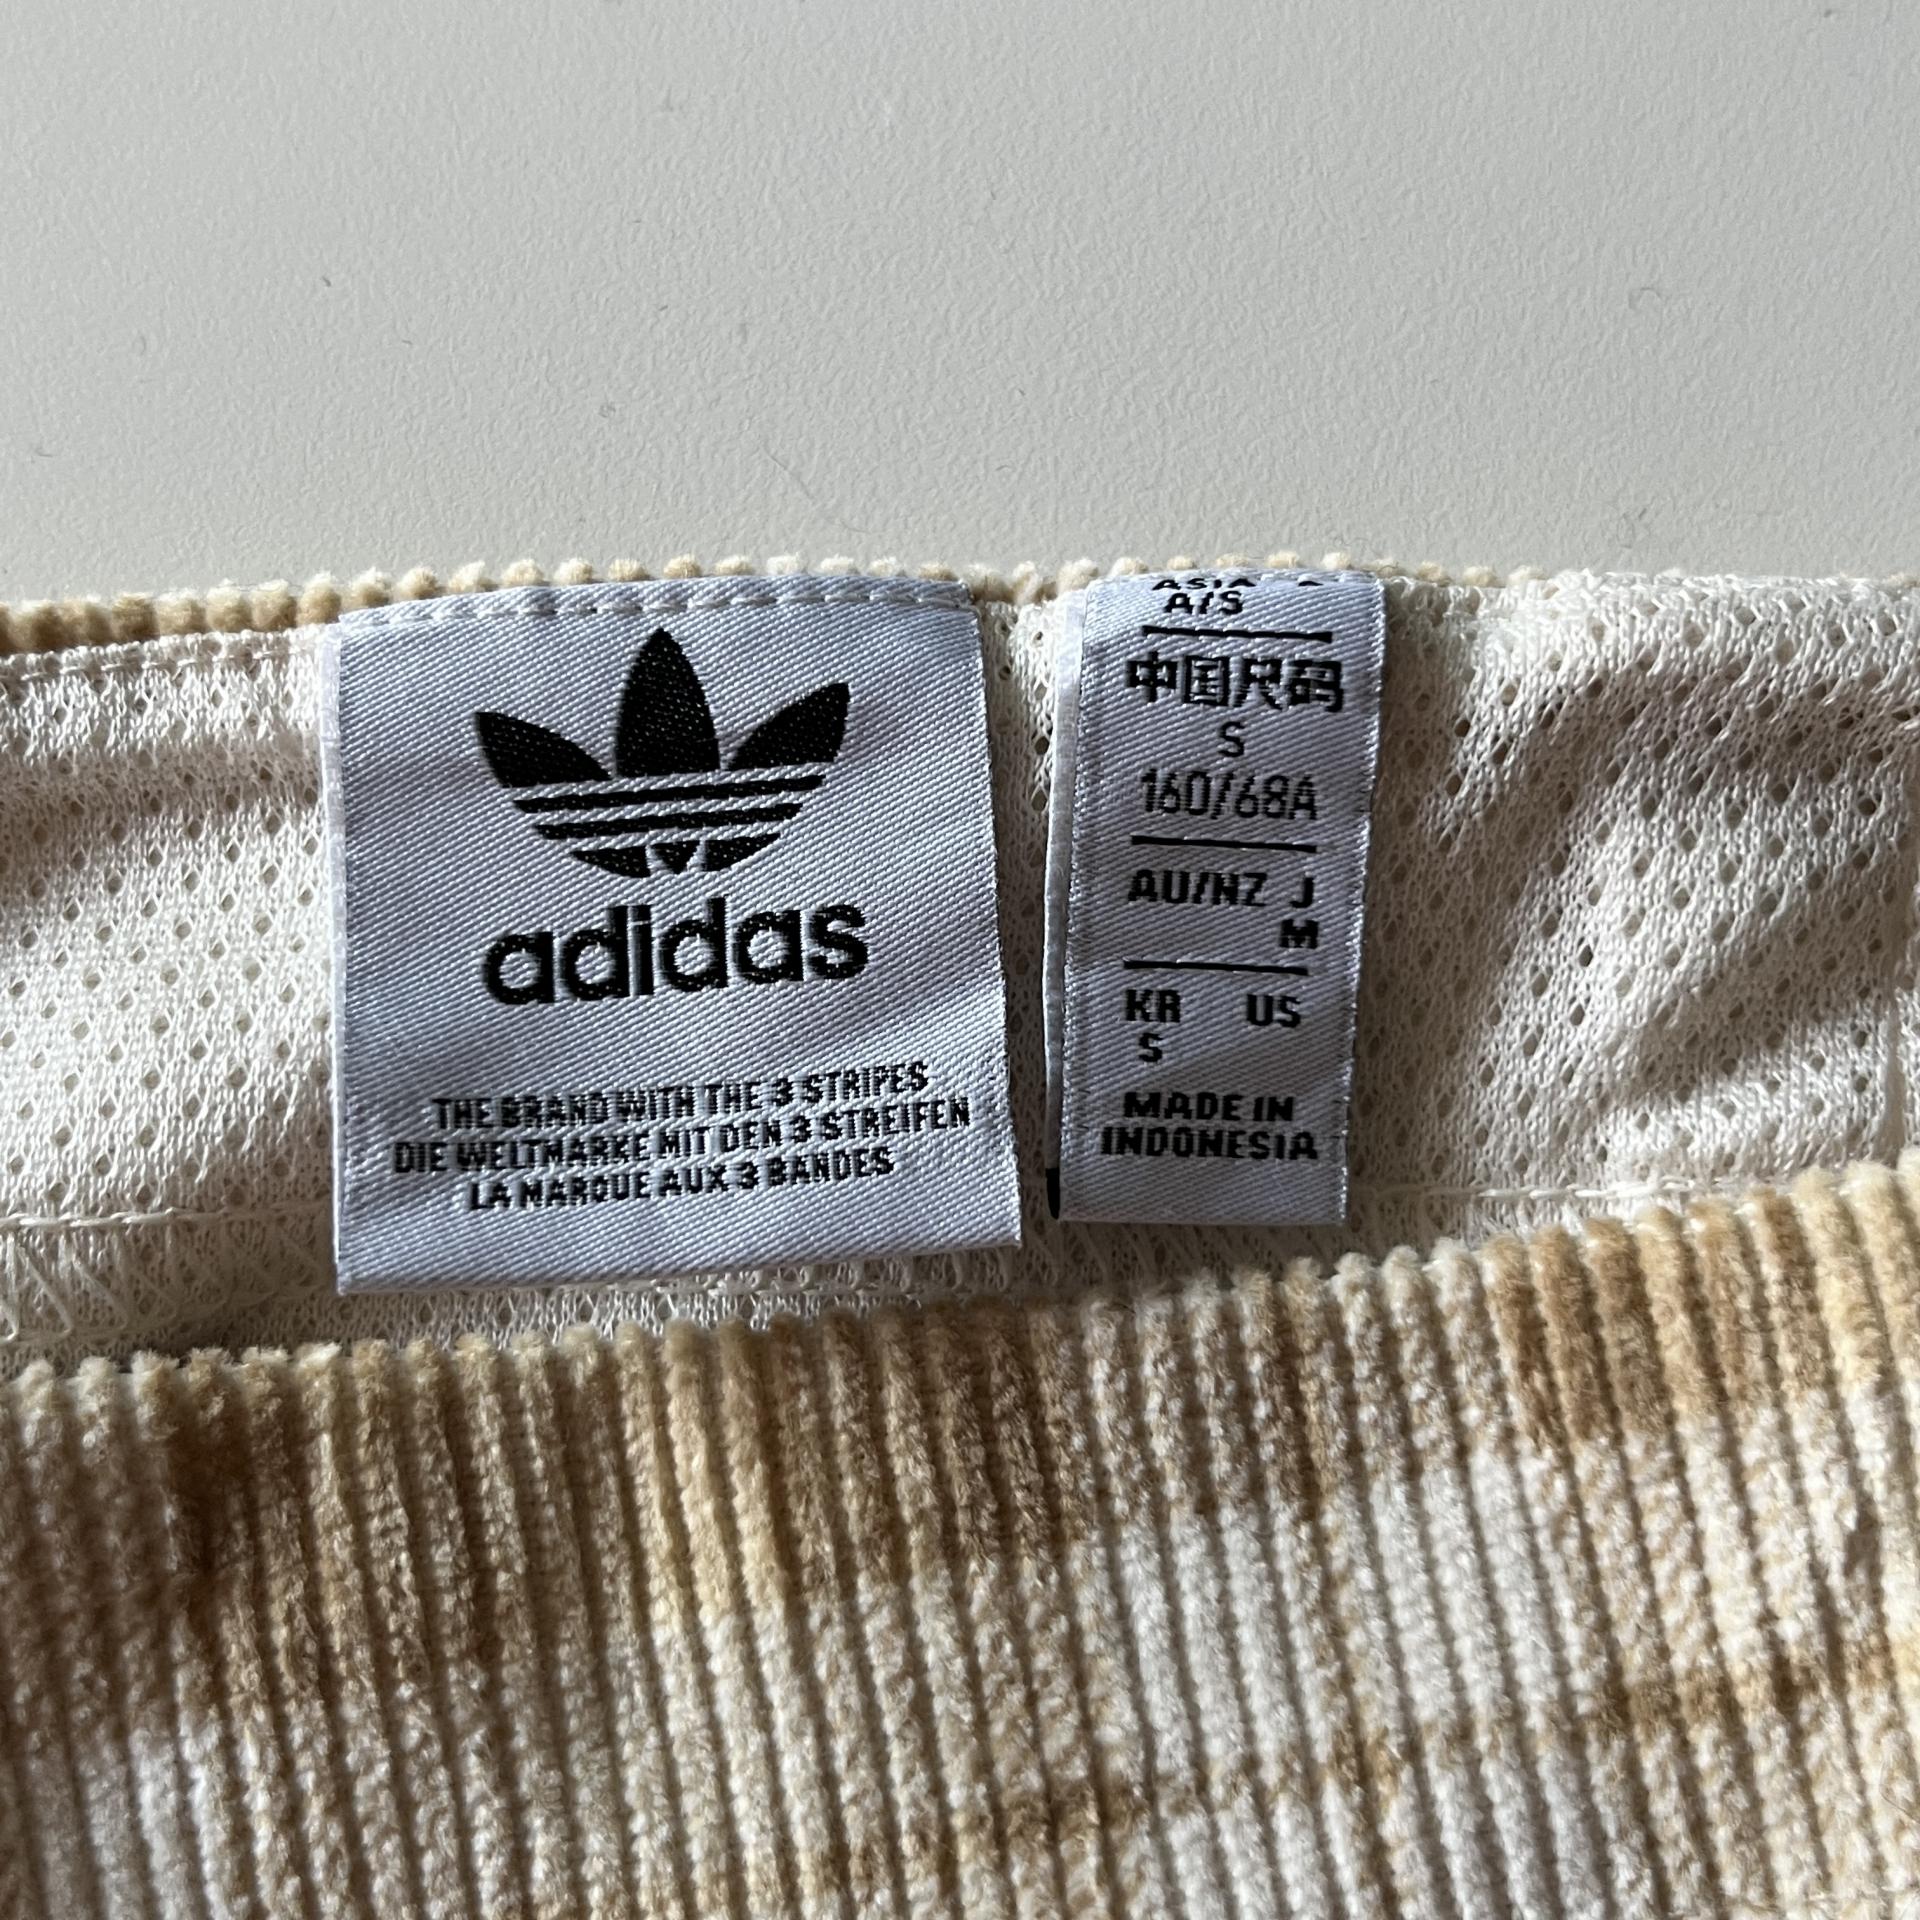 adidas
THE BRAND WITH THE 3 STRIPES
DIE WELTMARKE MIT DEN 3 STREIFEN
LA MARQUE AUX 3 BANDES
ASIA
A/S
中国尺码
S
160/68A
AU/NZ J
M
KR US
S
MADE IN
INDONESIA